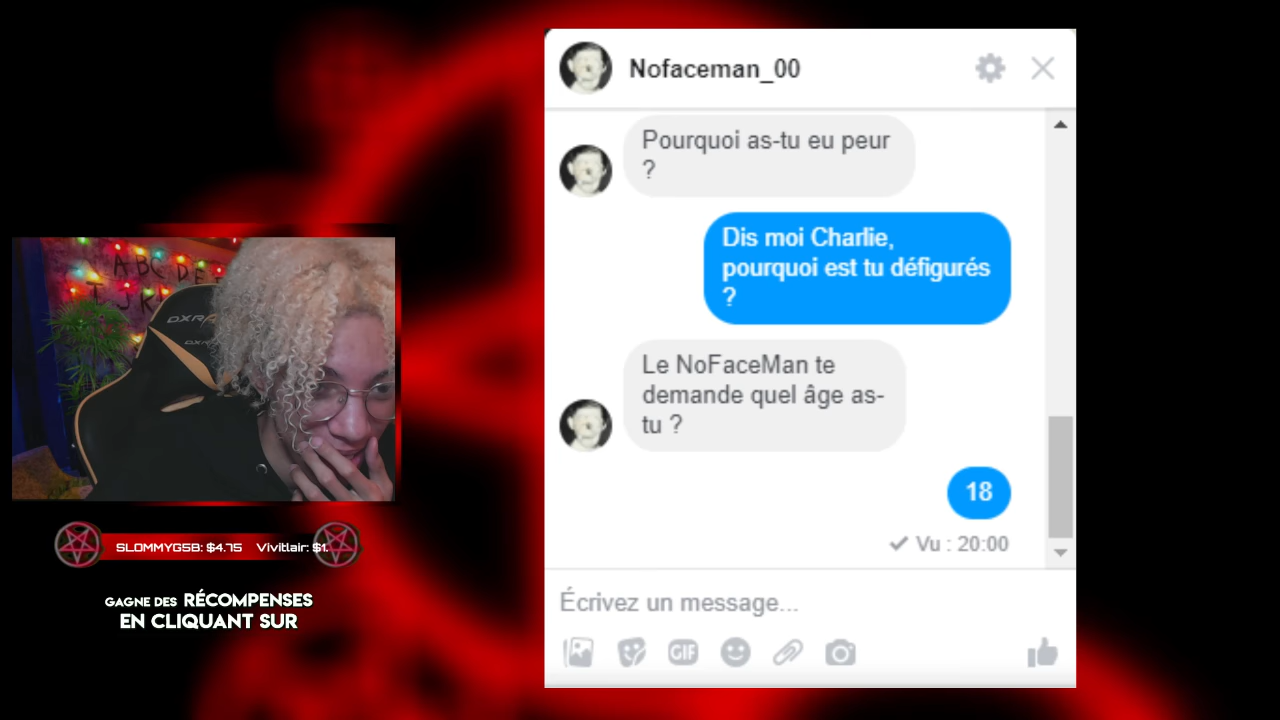 Nofaceman_00
Pourquoi as-tu eu peur
?
Dis moi Charlie,
pourquoi est tu défigurés
?
Le NoFaceMan te
demande quel âge as-
tu ?
18
Vu : 20:00
Écrivez un message...
GIF
A B C D E
T J K
DXRA
SLOMMYG5B: $4.75 Vivitlair: $1.
GAGNE DES RÉCOMPENSES
EN CLIQUANT SUR